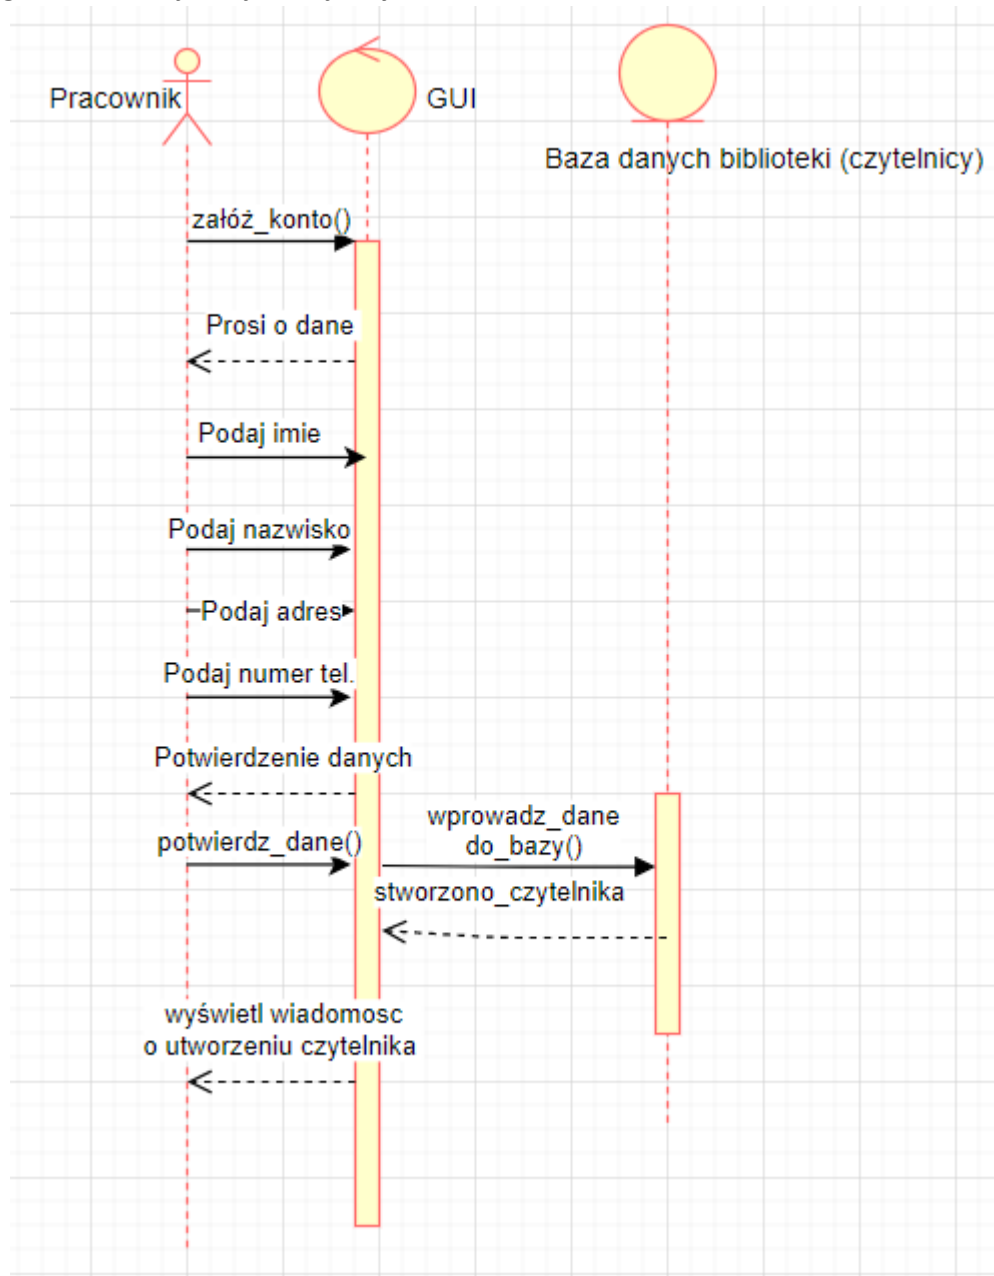 Pracownik
GUI
Baza danych biblioteki (czytelnicy)
załóż_konto()
Prosi o dane
Podaj imie
Podaj nazwisko
Podaj adres
Podaj numer tel.
Potwierdzenie danych
wprowadz_dane
do_bazy()
potwierdz_dane()
stworzono_czytelnika
wyświetl wiadomosc
o utworzeniu czytelnika